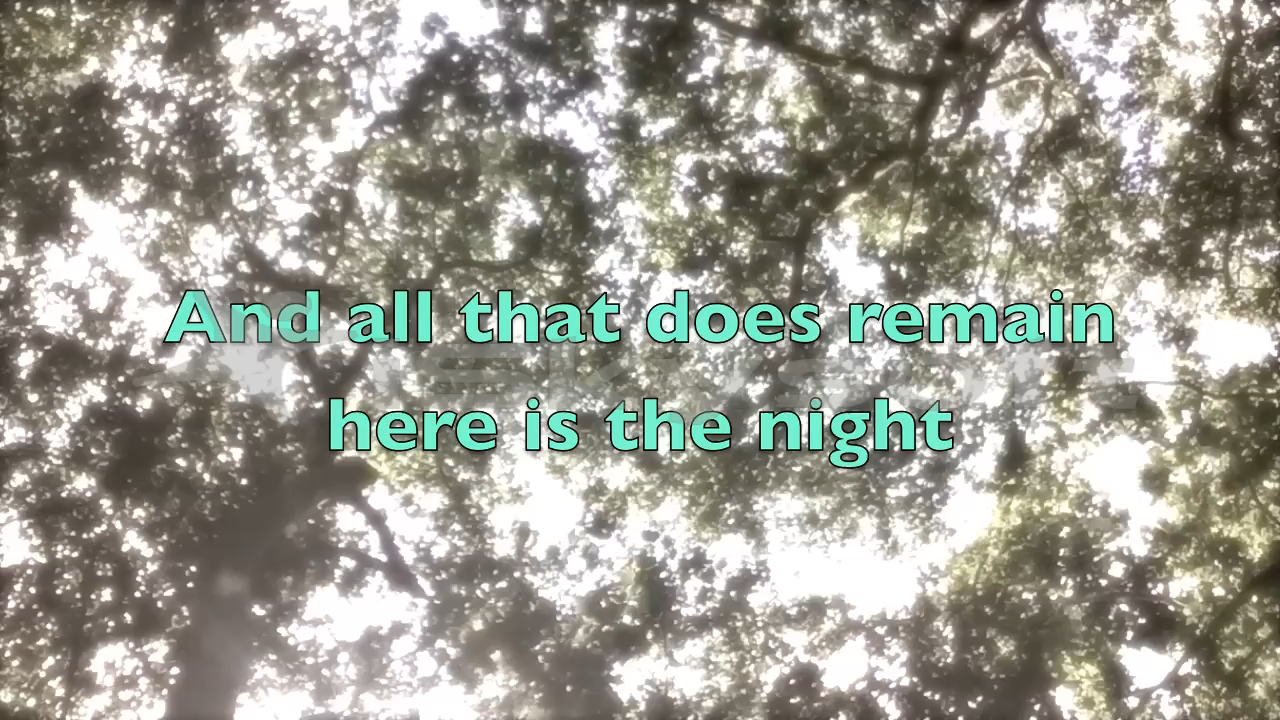 And all that does remain
here is the night